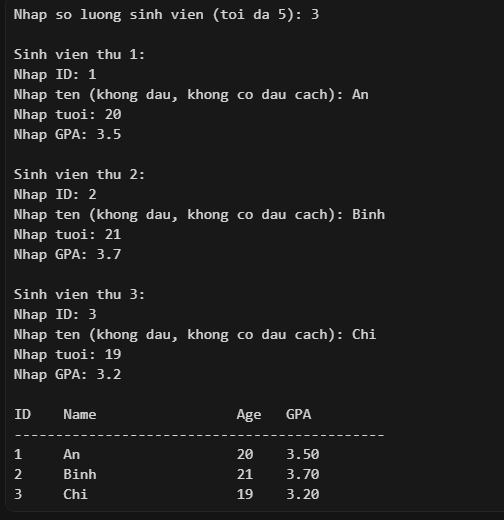 Nhap so luong sinh vien (toi da 5): 3
Sinh vien thu 1:
Nhap ID: 1
Nhap ten (khong dau, khong co dau cach): An
Nhap tuoi: 20
Nhap GPA: 3.5
Sinh vien thu 2:
Nhap ID: 2
Nhap ten (khong dau, khong co dau cach): Binh
Nhap tuoi: 21
Nhap GPA: 3.7
Sinh vien thu 3:
Nhap ID: 3
Nhap ten (khong dau, khong co dau cach): Chi
Nhap tuoi: 19
Nhap GPA: 3.2
ID    Name                 Age   GPA
---------------------------------------------
1     An                   20    3.50
2     Binh                 21    3.70
3     Chi                  19    3.20